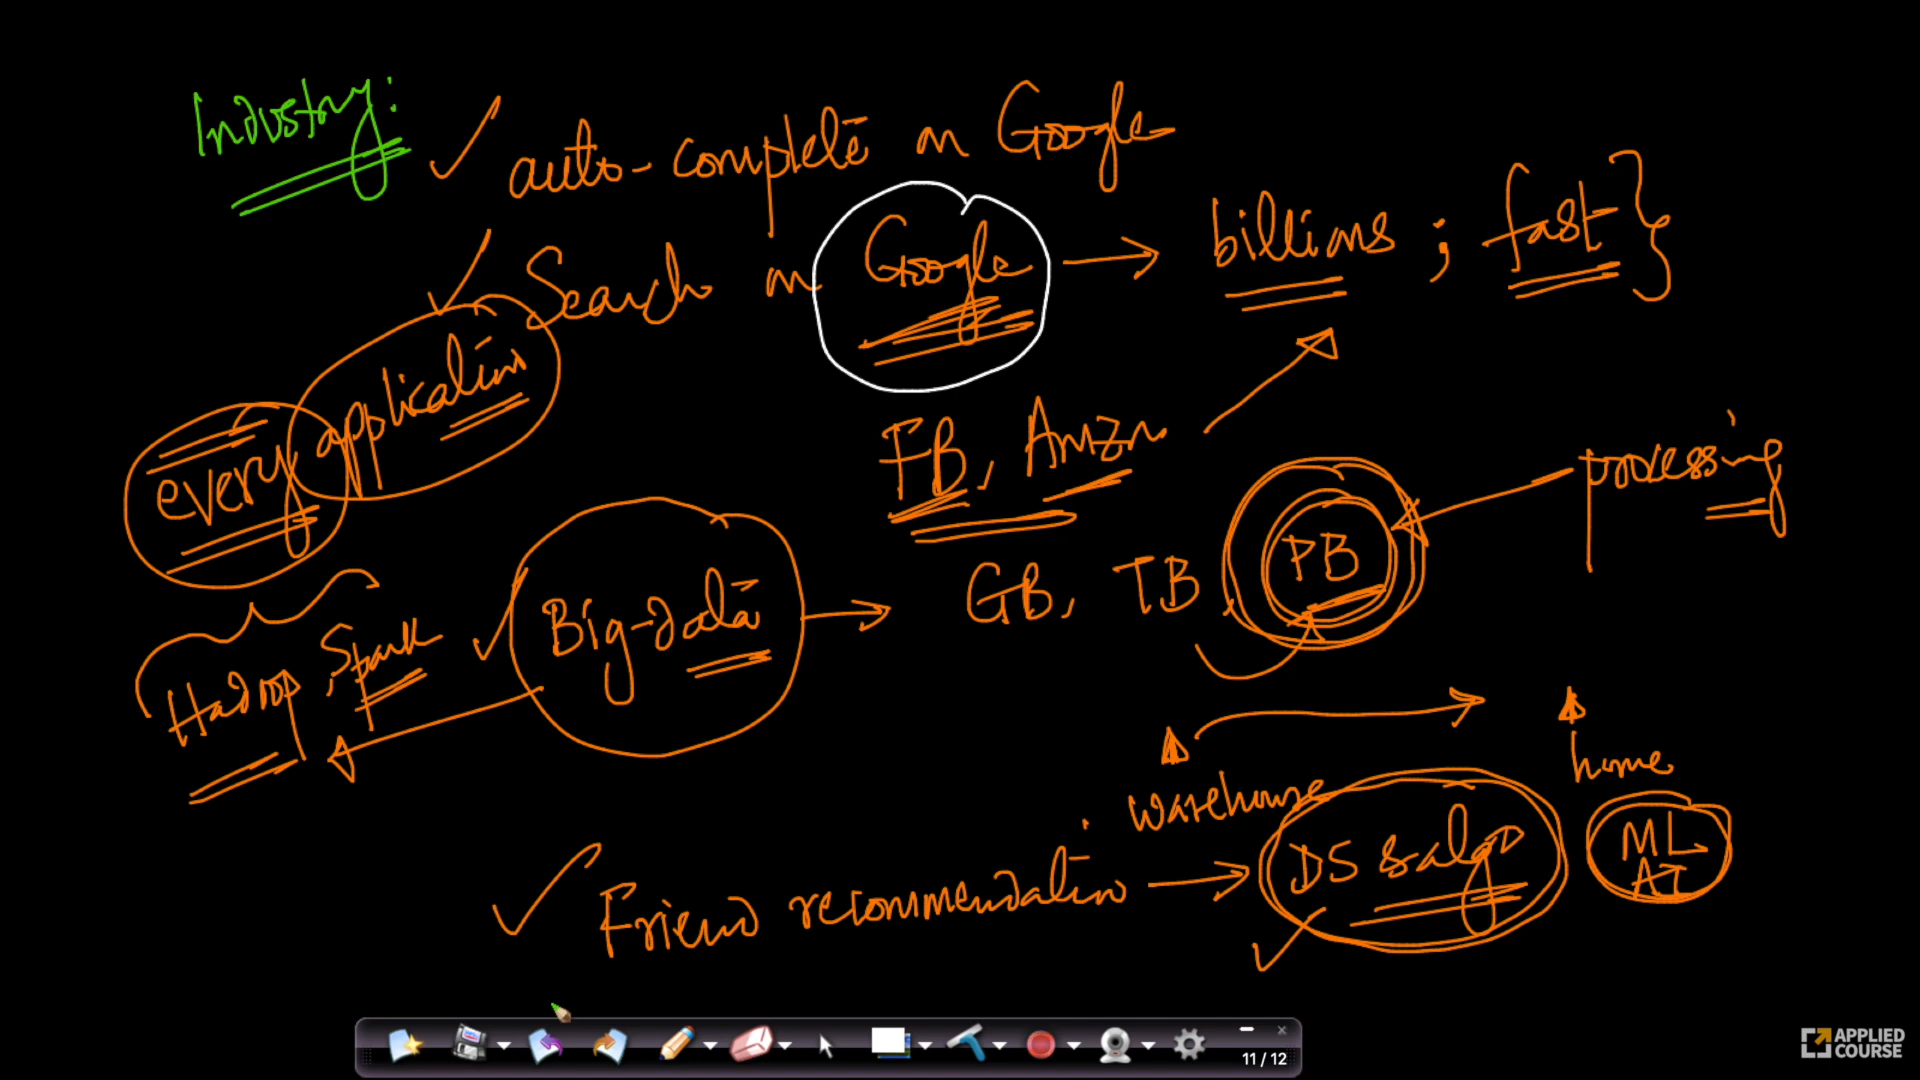 Industry:
auto-complete on Google
Search on Google → billions ; fast}
every application
FB, Amzn
processing
Big-data → GB, TB, PB
Hadoop, Spark
warehouse
home
Friend recommendation → DS & algo
ML
AI
11 / 12
APPLIED
COURSE